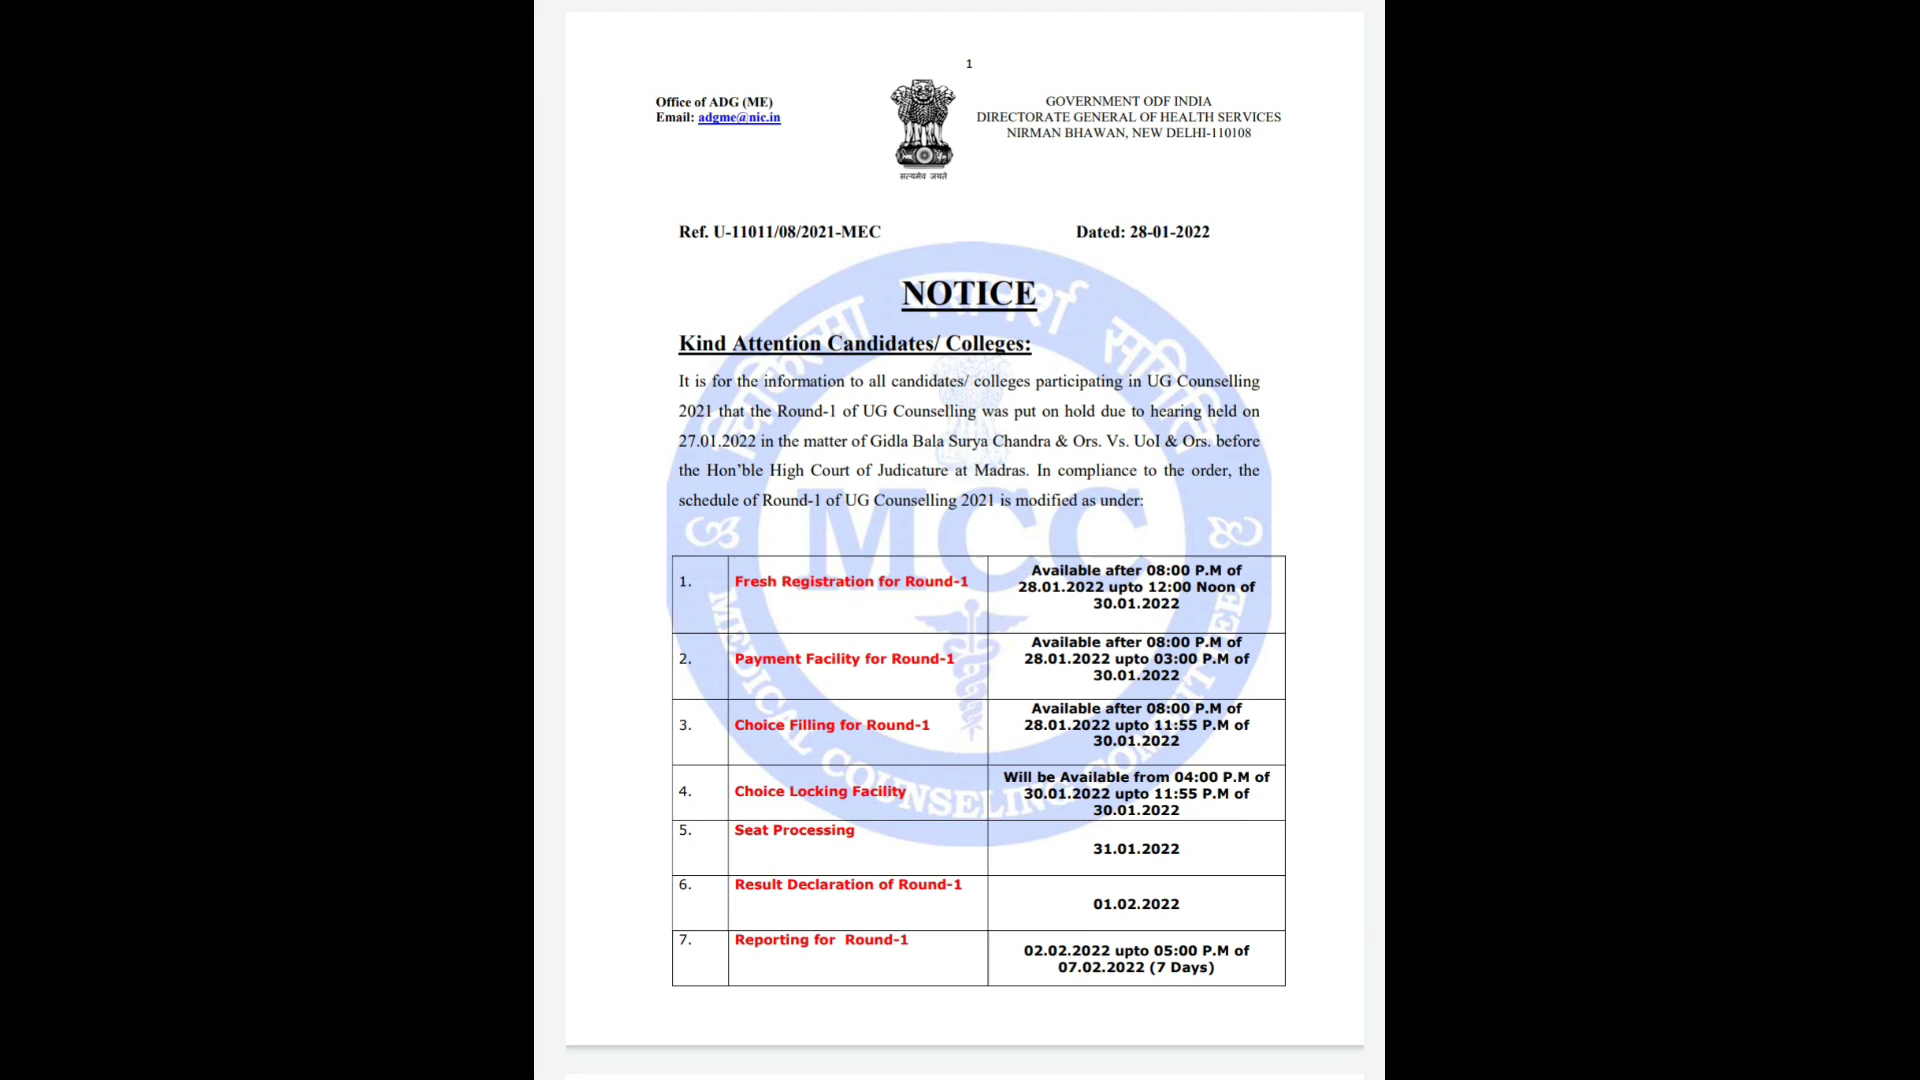 1
Office of ADG (ME)
Email: adgme@nic.in
सत्यमेव जयते
GOVERNMENT ODF INDIA
DIRECTORATE GENERAL OF HEALTH SERVICES
NIRMAN BHAWAN, NEW DELHI-110108
Ref. U-11011/08/2021-MEC Dated: 28-01-2022
NOTICE
Kind Attention Candidates/ Colleges:
It is for the information to all candidates/ colleges participating in UG Counselling
2021 that the Round-1 of UG Counselling was put on hold due to hearing held on
27.01.2022 in the matter of Gidla Bala Surya Chandra & Ors. Vs. UoI & Ors. before
the Hon’ble High Court of Judicature at Madras. In compliance to the order, the
schedule of Round-1 of UG Counselling 2021 is modified as under:
1. Fresh Registration for Round-1
Available after 08:00 P.M of
28.01.2022 upto 12:00 Noon of
30.01.2022
2. Payment Facility for Round-1
Available after 08:00 P.M of
28.01.2022 upto 03:00 P.M of
30.01.2022
3. Choice Filling for Round-1
Available after 08:00 P.M of
28.01.2022 upto 11:55 P.M of
30.01.2022
4. Choice Locking Facility
Will be Available from 04:00 P.M of
30.01.2022 upto 11:55 P.M of
30.01.2022
5. Seat Processing
31.01.2022
6. Result Declaration of Round-1
01.02.2022
7. Reporting for Round-1
02.02.2022 upto 05:00 P.M of
07.02.2022 (7 Days)
चिकित्सा परामर्श समिति
MCC
MEDICAL COUNSELING COMMITTEE